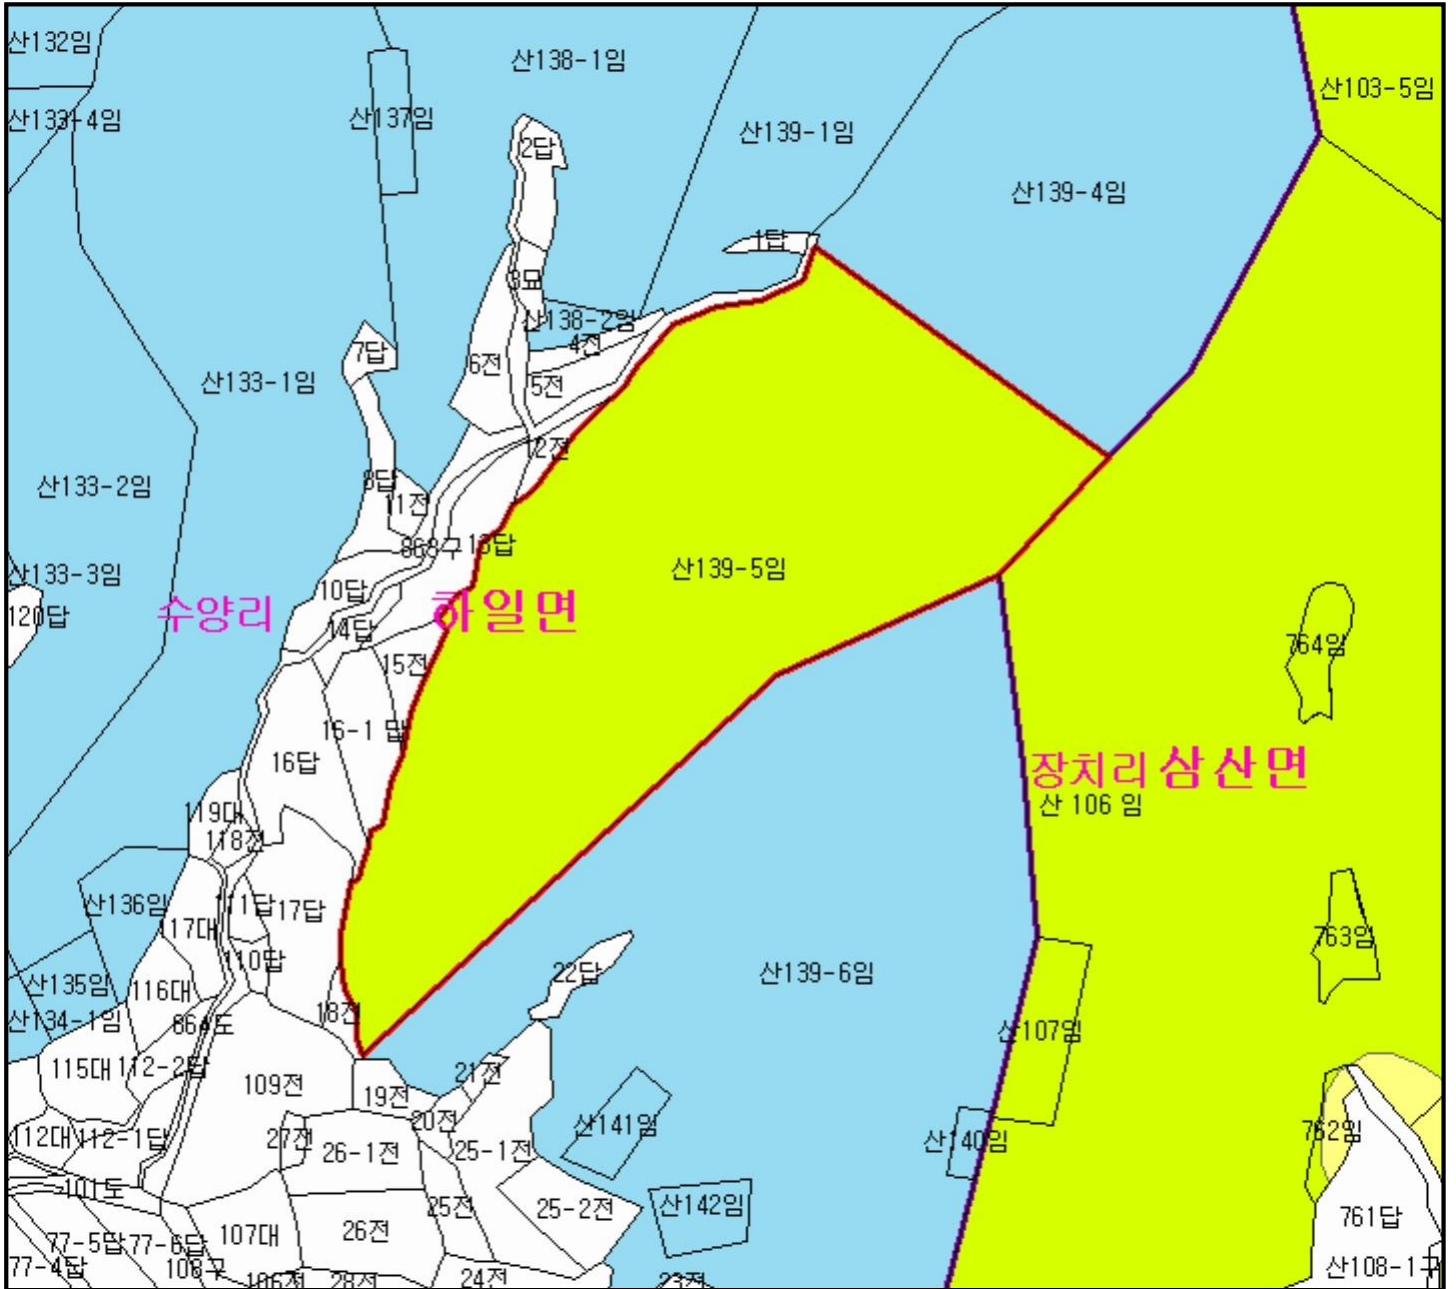 산132임
산138-1임
산103-5임
산133-4임
산137임
산139-1임
2답
산139-4임
1답
3묘
산138-2임
4전
7답
6전
산133-1임
5전
12전
산133-2임
8답
11전
868구
13답
산139-5임
산133-3임
10답
120답
수양리
하일면
14답
764임
15전
16-1 답
16답
장치리
삼산면
산 106 임
119대
118전
산136임
111답
17답
117대
763임
110답
22답
산139-6임
산135임
116대
18전
산134-1임
864도
산107임
115대
112-2답
109전
21전
19전
20전
산141임
112대
112-1답
27전
26-1전
25-1전
산140임
762임
101도
25전
25-2전
산142임
761답
77-5답
77-6답
107대
26전
77-4답
108구
106전
28전
24전
23전
산108-1구